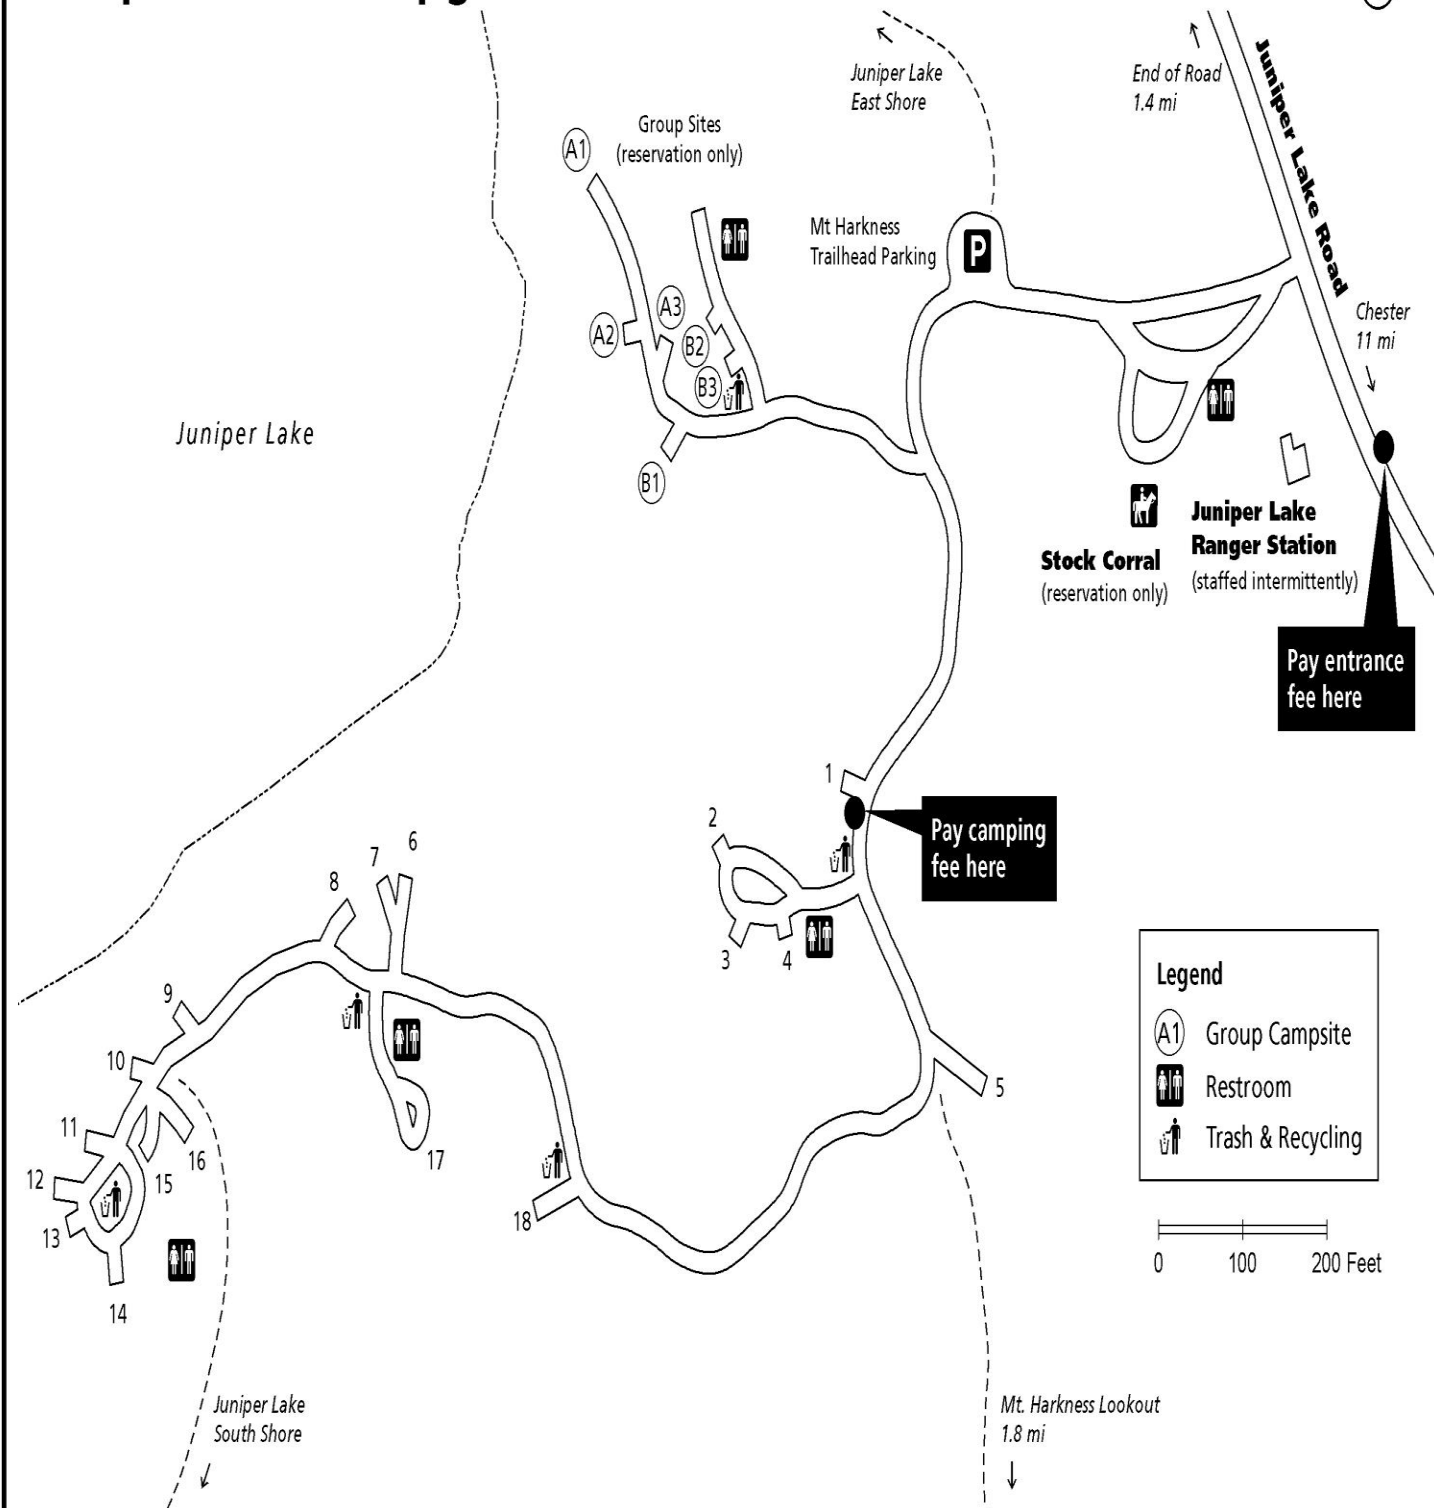 Juniper Lake
East Shore
End of Road
1.4 mi
Juniper Lake Road
Group Sites
(reservation only)
A1
Mt Harkness
Trailhead Parking
P
A3
A2
B2
B3
B1
Chester
11 mi
Juniper Lake
Juniper Lake
Ranger Station
(staffed intermittently)
Stock Corral
(reservation only)
Pay entrance
fee here
1
2
Pay camping
fee here
3
4
5
6
7
8
9
10
11
12
13
14
15
16
17
18
Legend
A1 Group Campsite
Restroom
Trash & Recycling
0 100 200 Feet
Juniper Lake
South Shore
Mt. Harkness Lookout
1.8 mi